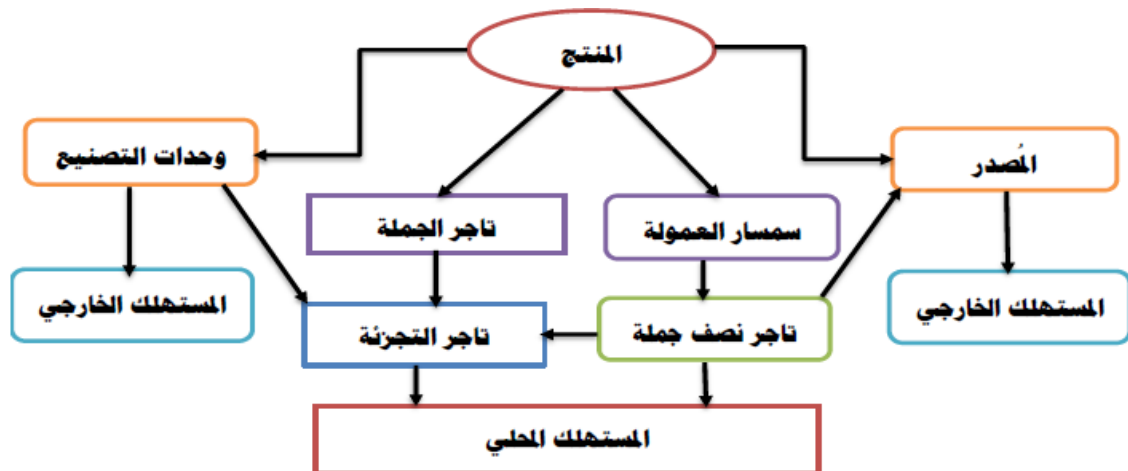 المنتج
المُصدر
وحدات التصنيع
سمسار العمولة
تاجر الجملة
المستهلك الخارجي
المستهلك الخارجي
تاجر نصف جملة
تاجر التجزئة
المستهلك المحلي